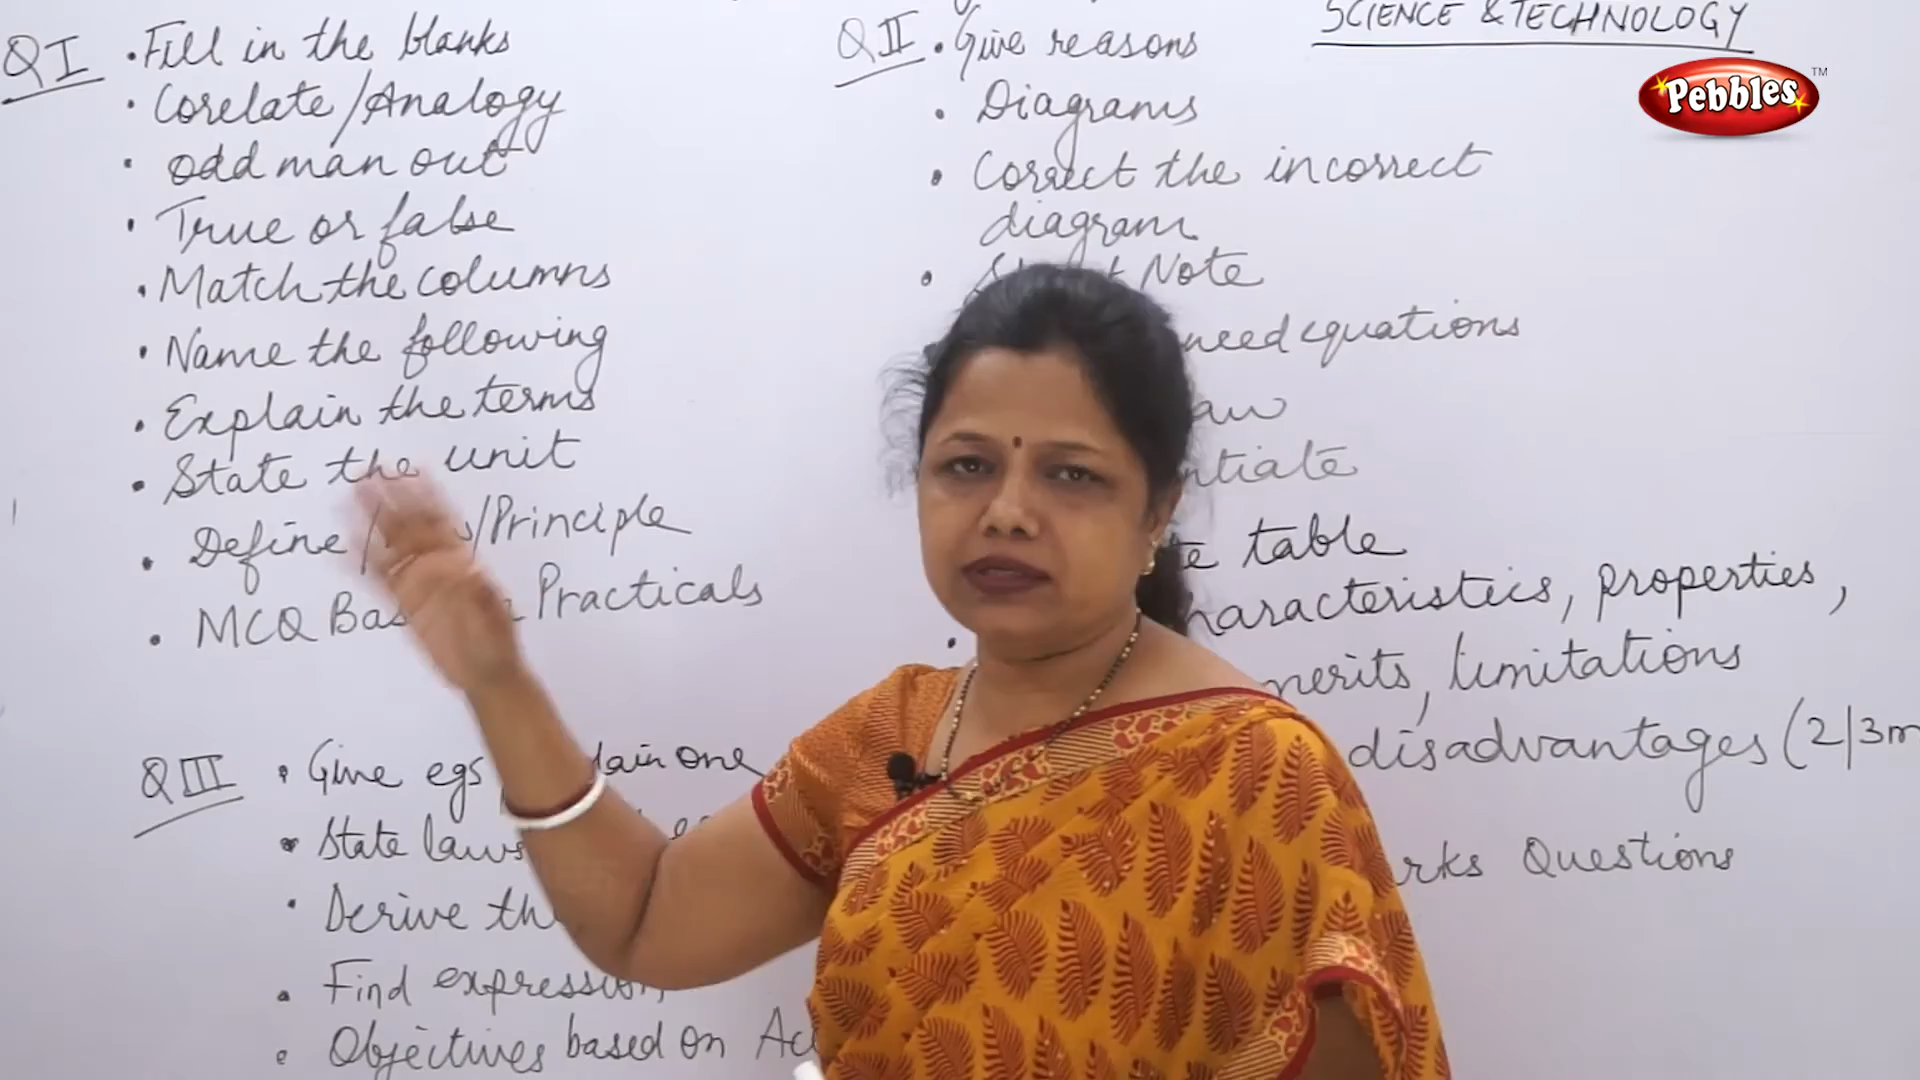 SCIENCE & TECHNOLOGY
Pebbles™
QI
• Fill in the blanks
• Corelate/Analogy
• odd man out
• True or false
• Match the columns
• Name the following
• Explain the terms
• State the unit
• Define / /Principle
• MCQ Practicals
QII
• Give reasons
• Diagrams
• Correct the incorrect
diagram
• Note
equations
table
properties,
merits, limitations
disadvantages (2/3m
Questions
QIII
• Give egs one
• State laws
• Derive
• Find expression
• Objectives based on